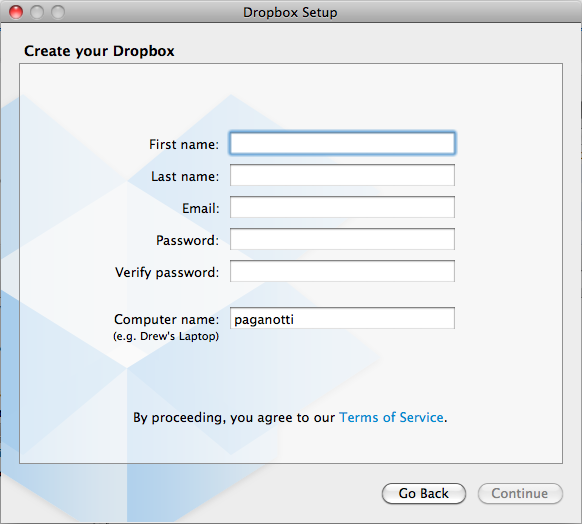 Dropbox Setup
Create your Dropbox
First name:
Last name:
Email:
Password:
Verify password:
Computer name: paganotti
(e.g. Drew's Laptop)
By proceeding, you agree to our Terms of Service.
Go Back Continue